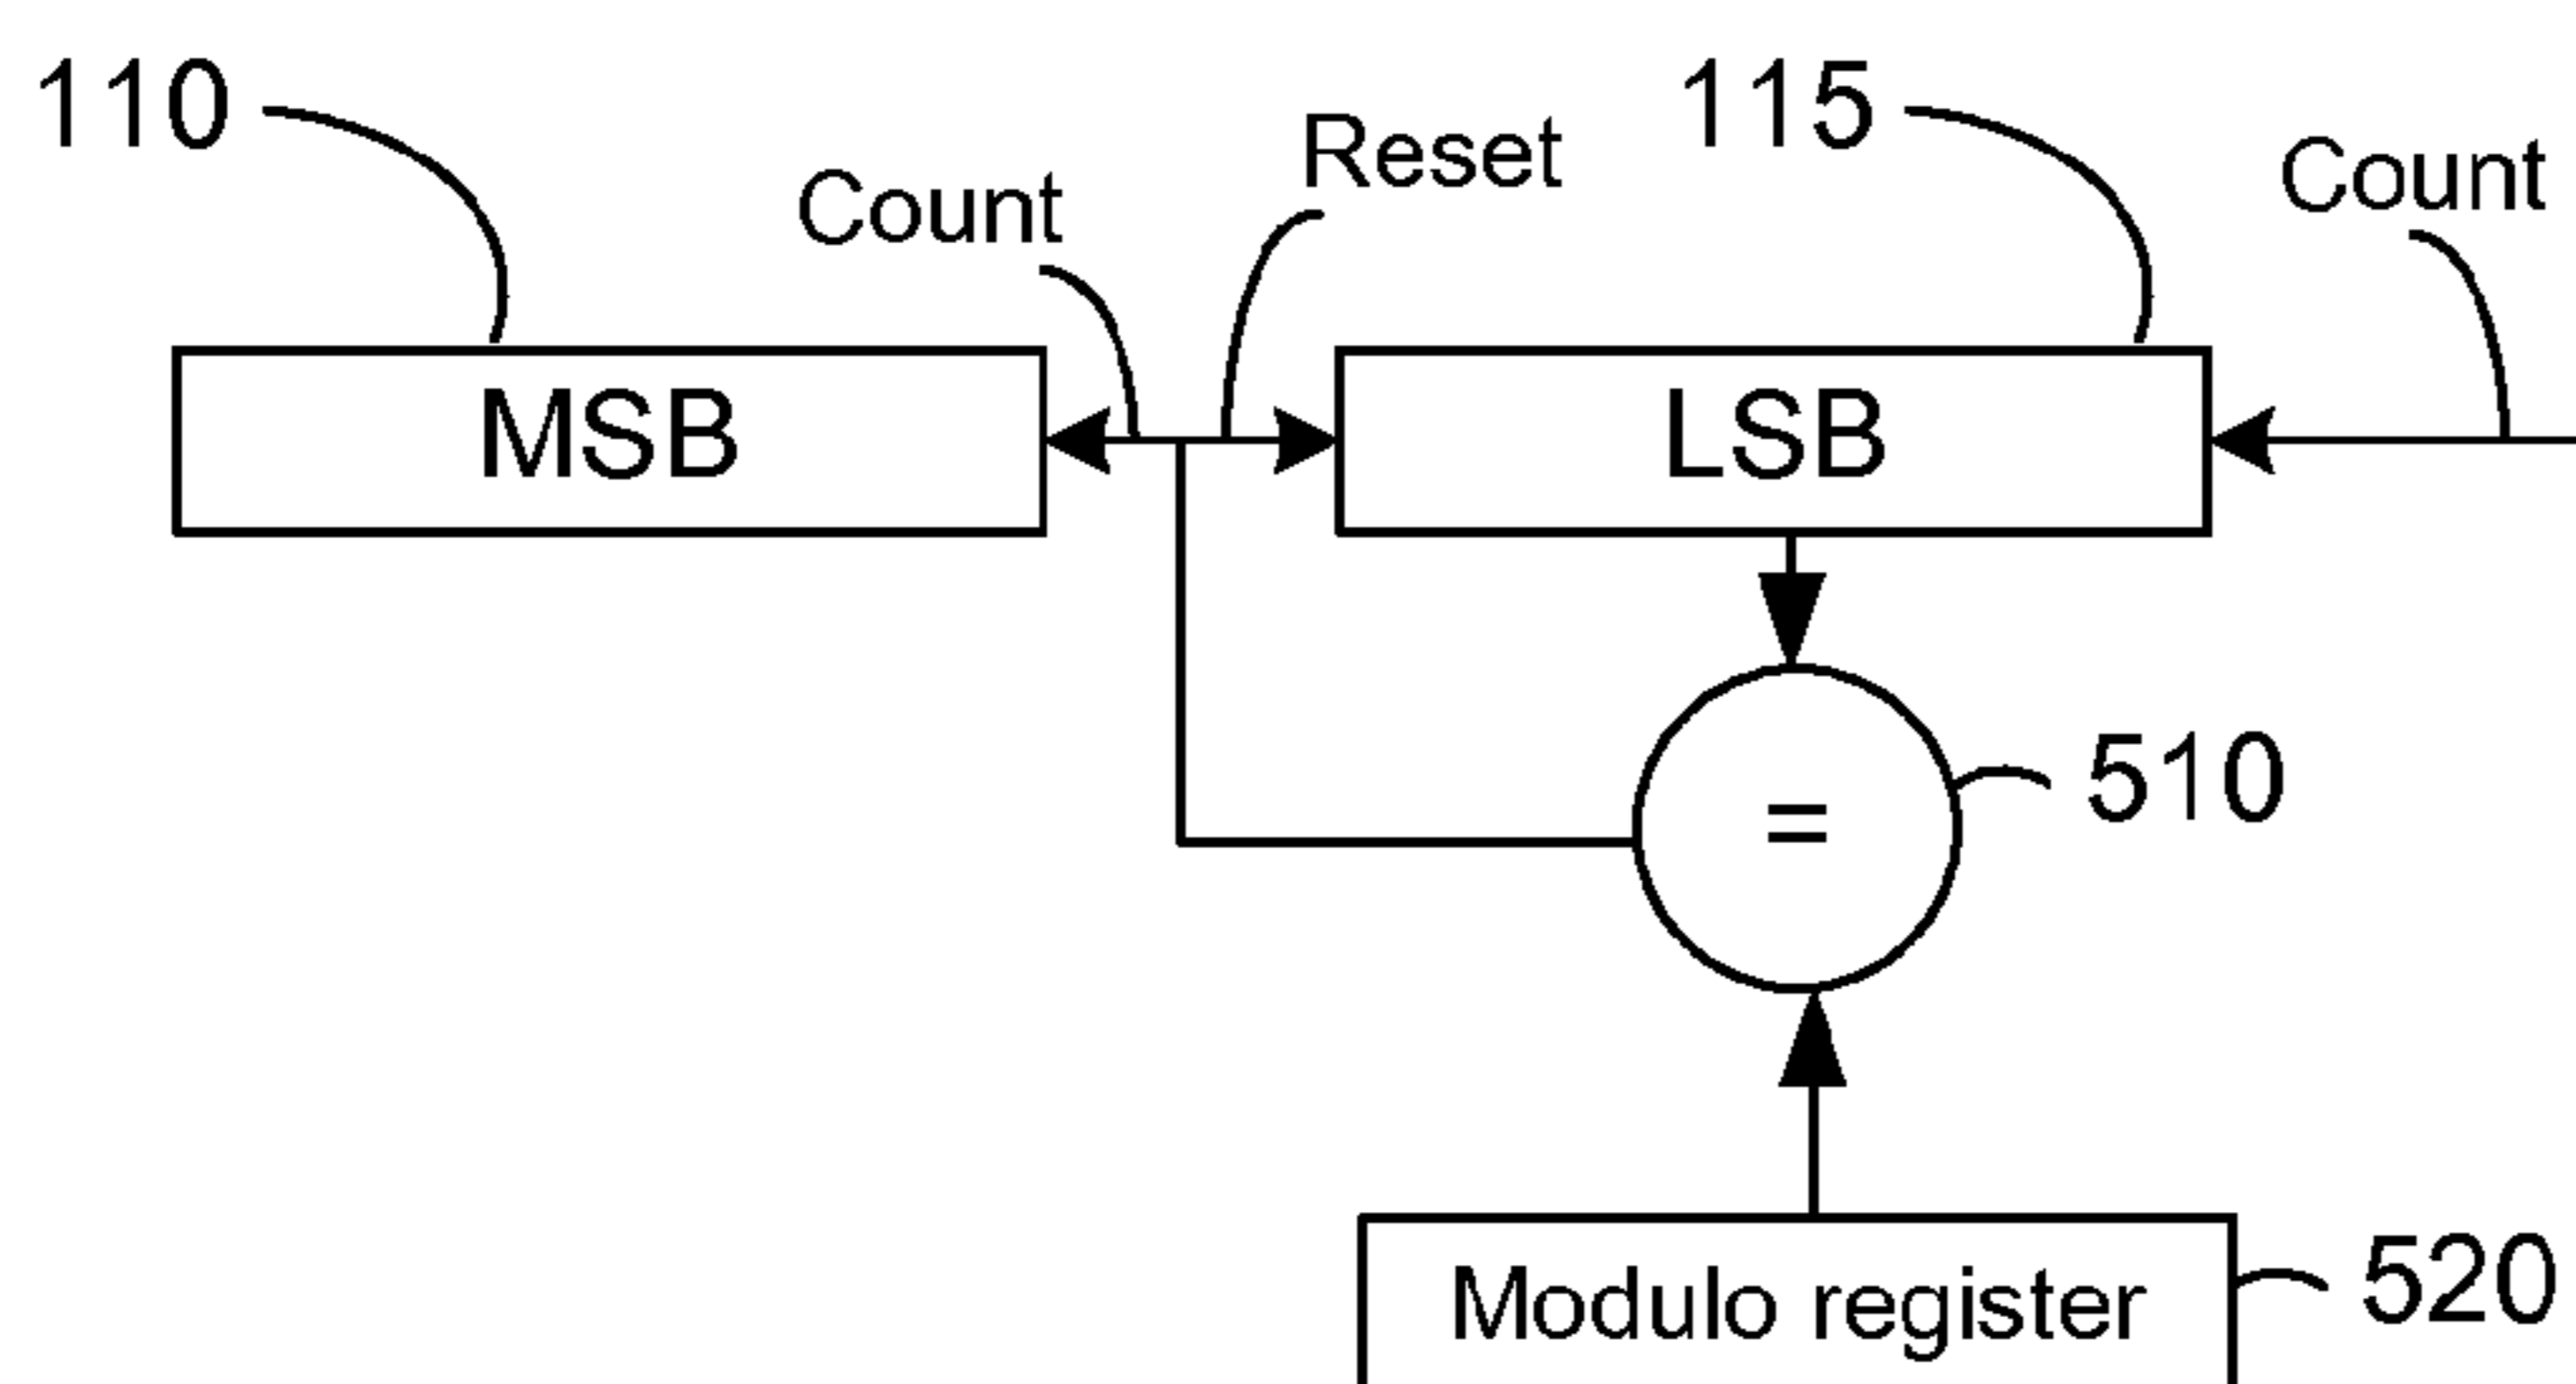 110
115
Reset
Count
Count
MSB
LSB
510
=
Modulo register
520